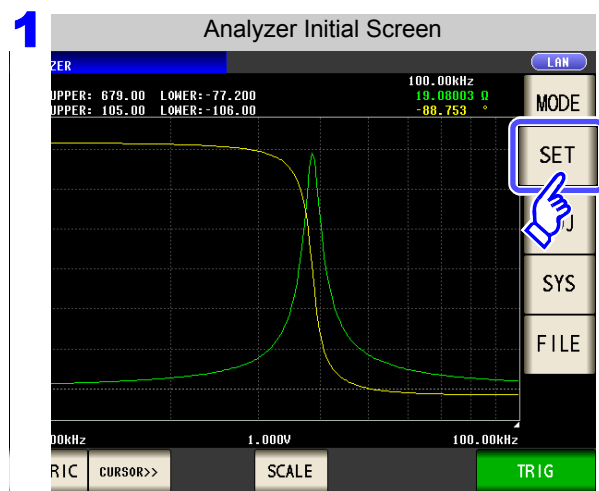 1
Analyzer Initial Screen
ZER
LAN
100.00kHz
UPPER: 679.00 LOWER:-77.200 19.08003 Ω
UPPER: 105.00 LOWER:-106.00 -88.753 °
MODE
SET
SYS
FILE
00kHz 1.000V 100.00kHz
RIC CURSOR>> SCALE TRIG